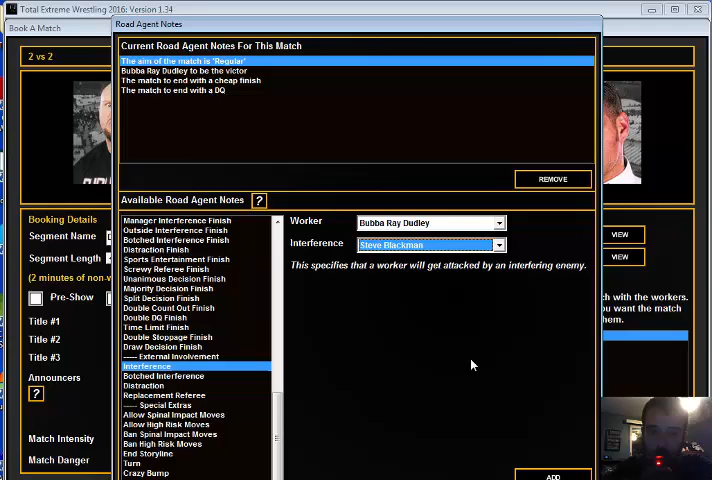 Total Extreme Wrestling 2016: Version 1.34
Book A Match
Road Agent Notes
2 vs 2
Current Road Agent Notes For This Match
The aim of the match is 'Regular'
Bubba Ray Dudley to be the victor
The match to end with a cheap finish
The match to end with a DQ
REMOVE
Available Road Agent Notes
?
Manager Interference Finish
Outside Interference Finish
Botched Interference Finish
Distraction Finish
Sports Entertainment Finish
Screwy Referee Finish
Unanimous Decision Finish
Majority Decision Finish
Split Decision Finish
Double Count Out Finish
Double DQ Finish
Time Limit Finish
Double Stoppage Finish
Draw Decision Finish
----- External Involvement
Interference
Botched Interference
Distraction
Replacement Referee
----- Special Extras
Allow Spinal Impact Moves
Allow High Risk Moves
Ban Spinal Impact Moves
Ban High Risk Moves
End Storyline
Turn
Crazy Bump
Worker
Bubba Ray Dudley
Interference
Steve Blackman
This specifies that a worker will get attacked by an interfering enemy.
ADD
Booking Details
Segment Name
Segment Length
(2 minutes of non-w
Pre-Show
Title #1
Title #2
Title #3
Announcers
?
Match Intensity
Match Danger
VIEW
VIEW
ch with the workers.
ou want the match
hem.